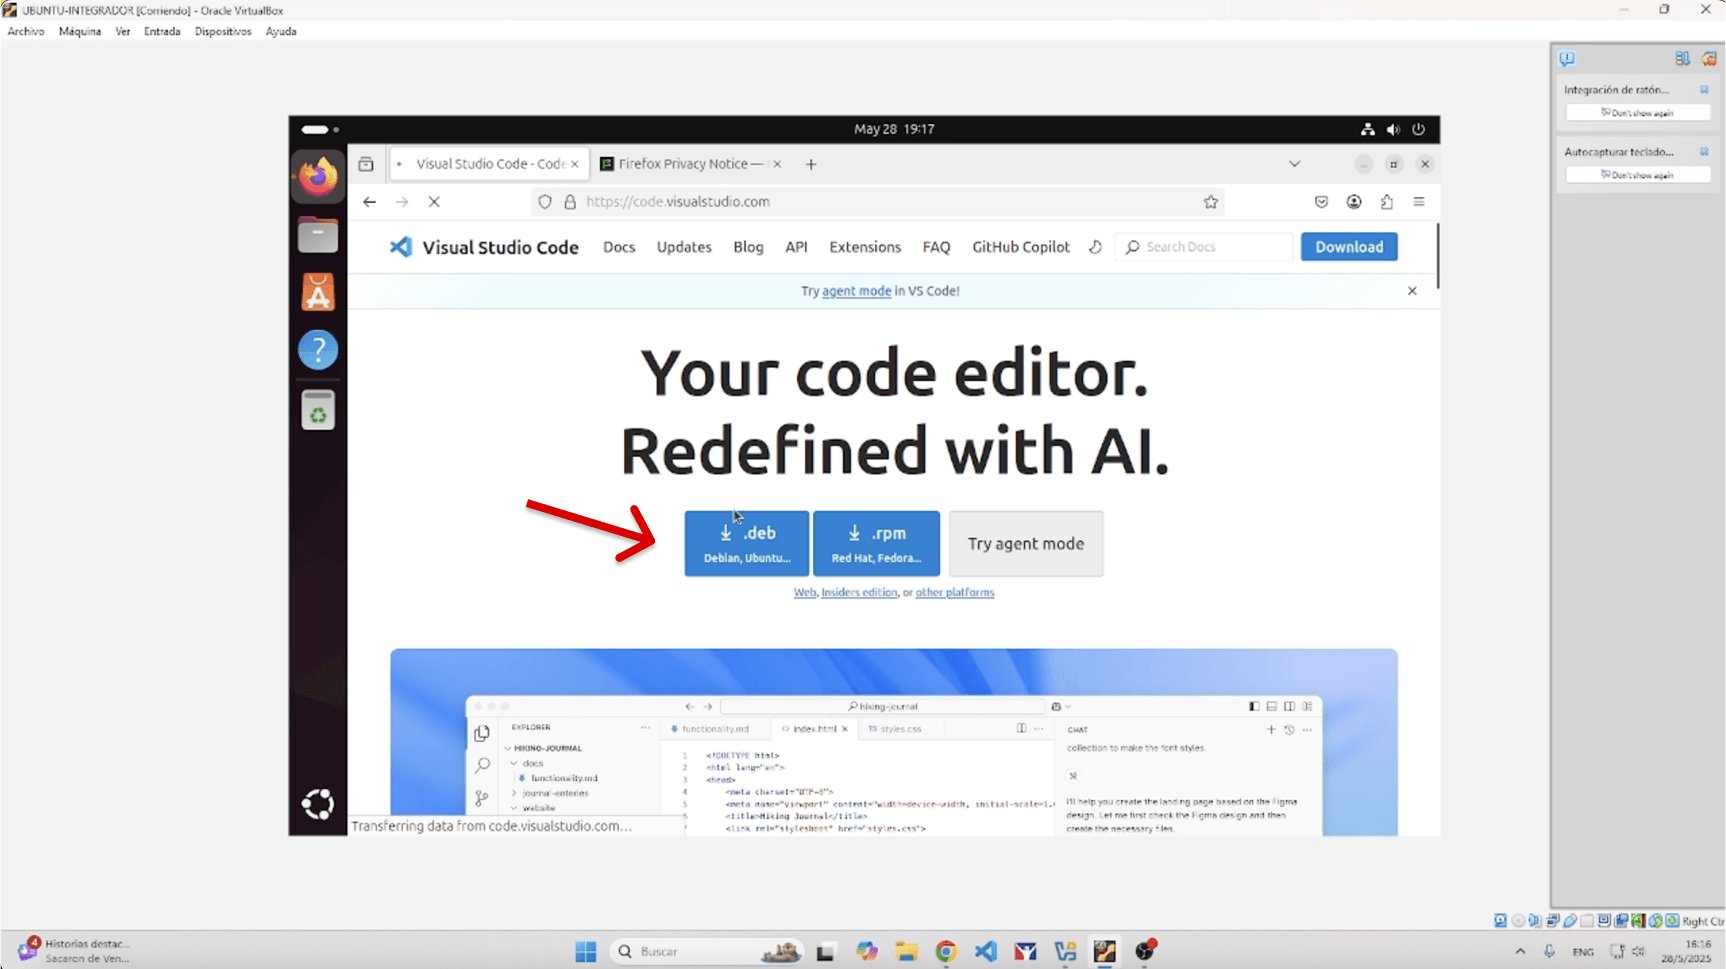 UBUNTU-INTEGRADOR [Corriendo] - Oracle VirtualBox
Archivo Máquina Ver Entrada Dispositivos Ayuda
Integración de ratón...
Don't show again
Autocapturar teclado...
Don't show again
May 28 19:17
Visual Studio Code - Code
Firefox Privacy Notice —
https://code.visualstudio.com
Visual Studio Code Docs Updates Blog API Extensions FAQ GitHub Copilot Search Docs Download
Try agent mode in VS Code!
Your code editor.
Redefined with AI.
.deb
Debian, Ubuntu...
.rpm
Red Hat, Fedora...
Try agent mode
Web, Insiders edition, or other platforms
hiking-journal
EXPLORER
HIKING-JOURNAL
docs
functionality.md
journal-enteries
website
functionality.md index.html styles.css
1 <!DOCTYPE html>
2 <html lang="en">
3 <head>
4 <meta charset="UTF-8">
5 <meta name="viewport" content="width=device-width, initial-scale=1.0
6 <title>Hiking Journal</title>
7 <link rel="stylesheet" href="styles.css">
CHAT
collection to make the font styles.
I'll help you create the landing page based on the Figma
design. Let me first check the Figma design and then
create the necessary files.
Transferring data from code.visualstudio.com...
Right Ctr
4
Historias destac...
Sacaron de Ven...
Buscar
ENG
16:16
28/5/2025